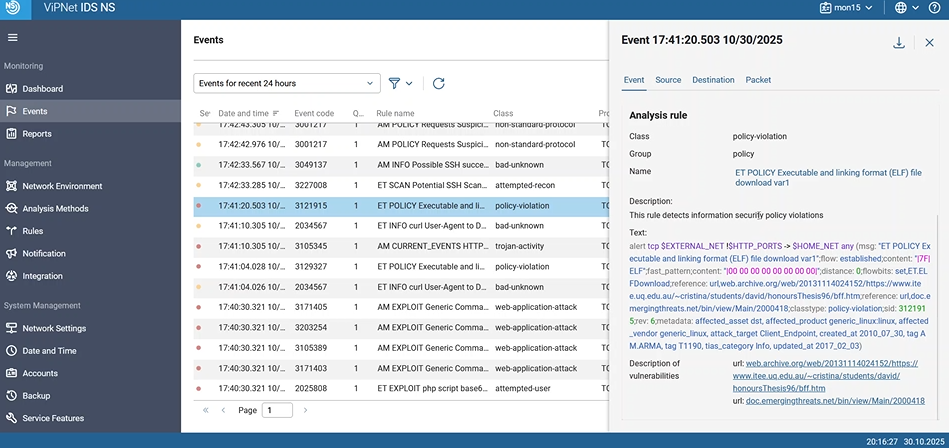 ViPNet IDS NS
mon15
Monitoring
Dashboard
Events
Reports
Management
Network Environment
Analysis Methods
Rules
Notification
Integration
System Management
Network Settings
Date and Time
Accounts
Backup
Service Features
Events
Events for recent 24 hours
Se Date and time Event code Q... Rule name Class Pro
17:42:43.305 10/... 3001217 1 AM POLICY Requests Suspici... non-standard-protocol TC
17:42:42.976 10/... 3001217 1 AM POLICY Requests Suspici... non-standard-protocol TC
17:42:33.567 10/... 3049137 1 AM INFO Possible SSH succe... bad-unknown TC
17:42:33.285 10/... 3227008 1 ET SCAN Potential SSH Scan... attempted-recon TC
17:41:20.503 10/... 3121915 1 ET POLICY Executable and li... policy-violation TC
17:41:10.305 10/... 2034567 1 ET INFO curl User-Agent to D... bad-unknown TC
17:41:10.305 10/... 3105345 1 AM CURRENT_EVENTS HTTP... trojan-activity TC
17:41:04.028 10/... 3129327 1 ET POLICY Executable and li... policy-violation TC
17:41:04.026 10/... 2034567 1 ET INFO curl User-Agent to D... bad-unknown TC
17:40:30.321 10/... 3171405 1 AM EXPLOIT Generic Comma... web-application-attack TC
17:40:30.321 10/... 3203254 1 AM EXPLOIT Generic Comma... web-application-attack TC
17:40:30.321 10/... 3105389 1 AM EXPLOIT Generic Comma... web-application-attack TC
17:40:30.321 10/... 3171403 1 AM EXPLOIT Generic Comma... web-application-attack TC
17:40:30.321 10/... 2025808 1 ET EXPLOIT php script base6... attempted-user TC
Page 1
Event 17:41:20.503 10/30/2025
Event Source Destination Packet
Analysis rule
Class policy-violation
Group policy
Name ET POLICY Executable and linking format (ELF) file
download var1
Description:
This rule detects information security policy violations
Text:
alert tcp $EXTERNAL_NET !$HTTP_PORTS -> $HOME_NET any (msg: "ET POLICY Ex
ecutable and linking format (ELF) file download var1";flow: established;content: "|7F|
ELF";fast_pattern;content: "|00 00 00 00 00 00 00 00|";distance: 0;flowbits: set,ET.EL
FDownload;reference: url,web.archive.org/web/20131114024152/https://www.ite
e.uq.edu.au/~cristina/students/david/honoursThesis96/bff.htm;reference: url,doc.e
mergingthreats.net/bin/view/Main/2000418;classtype: policy-violation;sid: 312191
5;rev: 6;metadata: affected_asset dst, affected_product generic_linux:linux, affected
_vendor generic_linux, attack_target Client_Endpoint, created_at 2010_07_30, tag A
M.ARMA, tag T1190, tias_category Info, updated_at 2017_02_03)
Description of
vulnerabilities
url: web.archive.org/web/20131114024152/https://
www.itee.uq.edu.au/~cristina/students/david/
honoursThesis96/bff.htm
url: doc.emergingthreats.net/bin/view/Main/2000418
20:16:27 30.10.2025